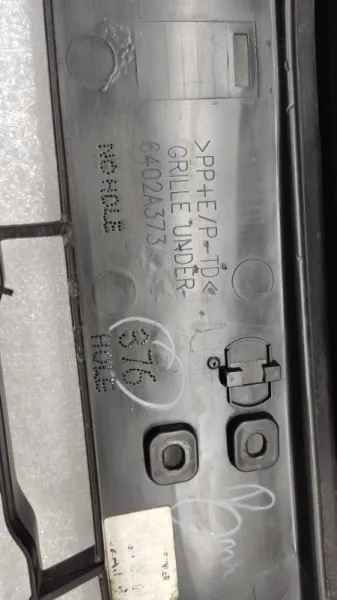 >PP+E/P-TD<
GRILLE UNDER-
6402A373
NO HOLE
376
HOLE